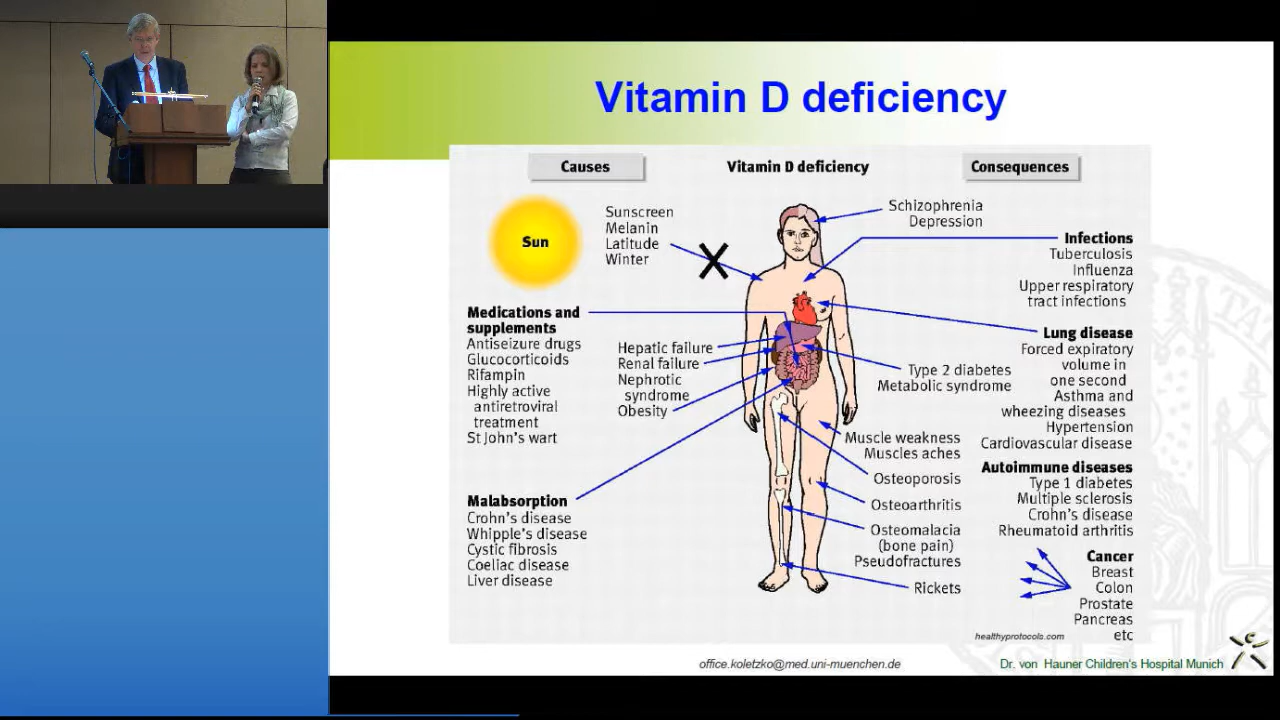 Vitamin D deficiency
Causes
Vitamin D deficiency
Consequences
Sun
Sunscreen
Melanin
Latitude
Winter
Medications and
supplements
Antiseizure drugs
Glucocorticoids
Rifampin
Highly active
antiretroviral
treatment
St John's wart
Hepatic failure
Renal failure
Nephrotic
syndrome
Obesity
Malabsorption
Crohn's disease
Whipple's disease
Cystic fibrosis
Coeliac disease
Liver disease
Schizophrenia
Depression
Infections
Tuberculosis
Influenza
Upper respiratory
tract infections
Lung disease
Forced expiratory
volume in
one second
Asthma and
wheezing diseases
Hypertension
Cardiovascular disease
Type 2 diabetes
Metabolic syndrome
Muscle weakness
Muscles aches
Osteoporosis
Osteoarthritis
Osteomalacia
(bone pain)
Pseudofractures
Rickets
Autoimmune diseases
Type 1 diabetes
Multiple sclerosis
Crohn's disease
Rheumatoid arthritis
Cancer
Breast
Colon
Prostate
Pancreas
etc
healthyprotocols.com
office.koletzko@med.uni-muenchen.de
Dr. von Hauner Children's Hospital Munich